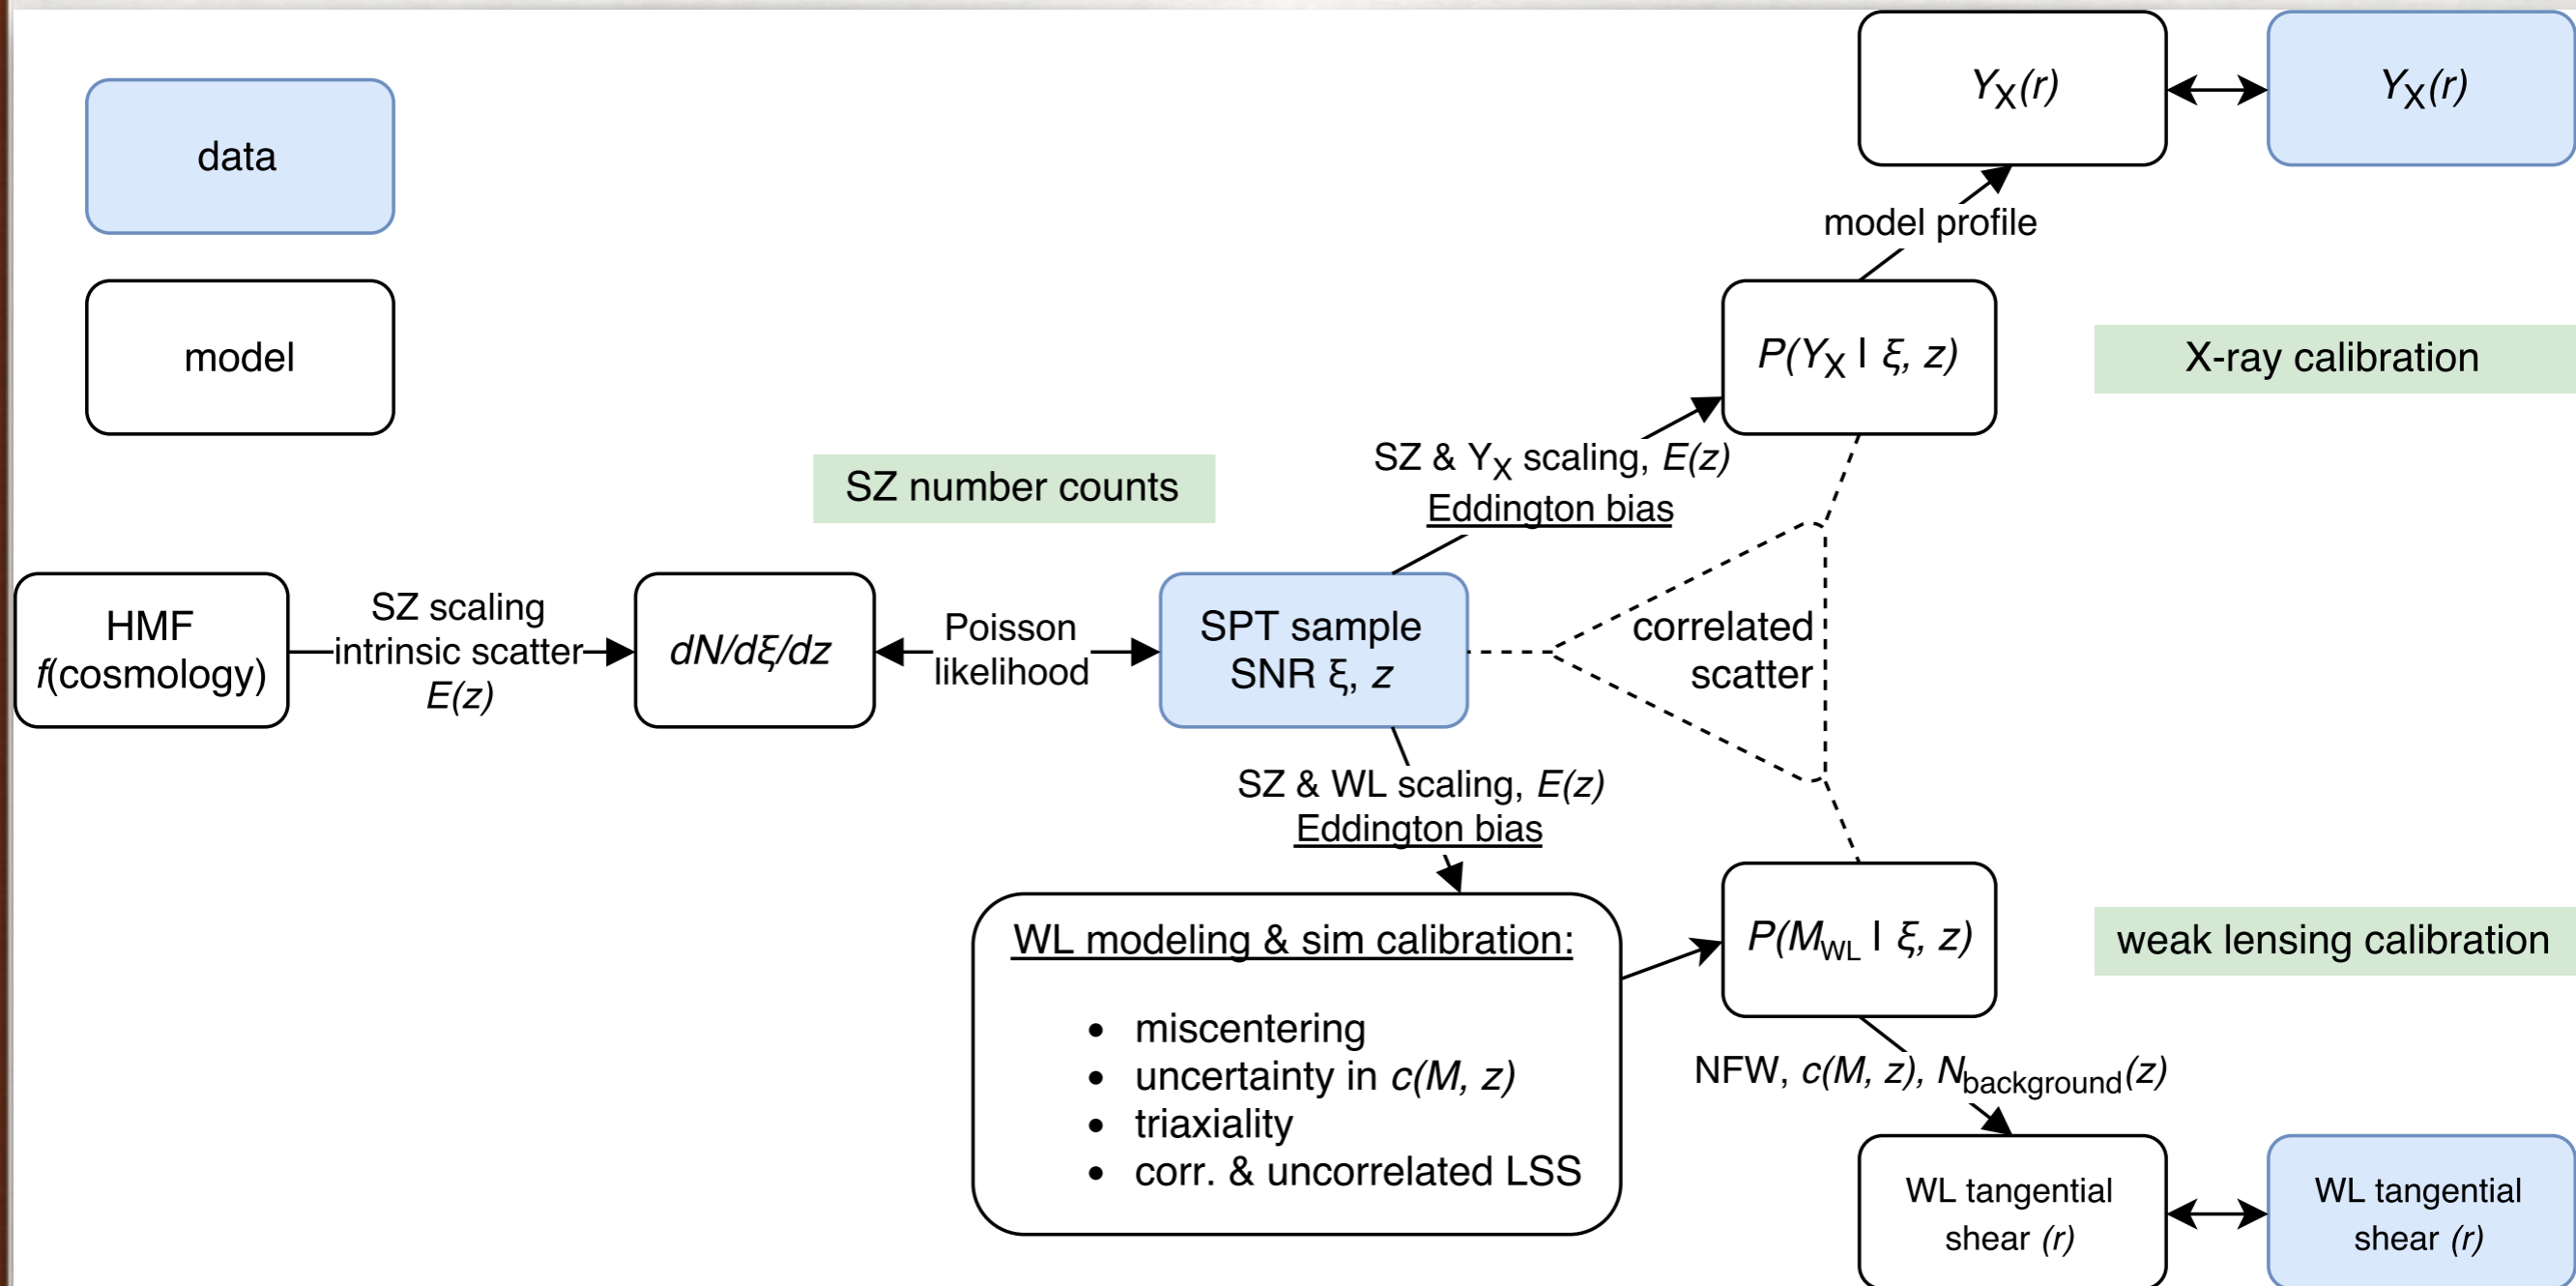 data
model
SZ number counts
HMF
f(cosmology)
SZ scaling
intrinsic scatter
E(z)
dN/dξ/dz
Poisson
likelihood
SPT sample
SNR ξ, z
SZ & Y_X scaling, E(z)
Eddington bias
P(Y_X | ξ, z)
model profile
Y_X(r)
Y_X(r)
X-ray calibration
correlated
scatter
SZ & WL scaling, E(z)
Eddington bias
WL modeling & sim calibration:
• miscentering
• uncertainty in c(M, z)
• triaxiality
• corr. & uncorrelated LSS
P(M_WL | ξ, z)
weak lensing calibration
NFW, c(M, z), N_background(z)
WL tangential
shear (r)
WL tangential
shear (r)